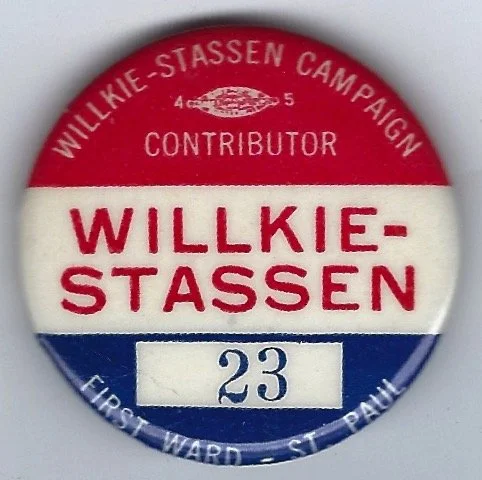 WILLKIE-STASSEN CAMPAIGN
4 5
CONTRIBUTOR
WILLKIE-
STASSEN
23
FIRST WARD - ST. PAUL